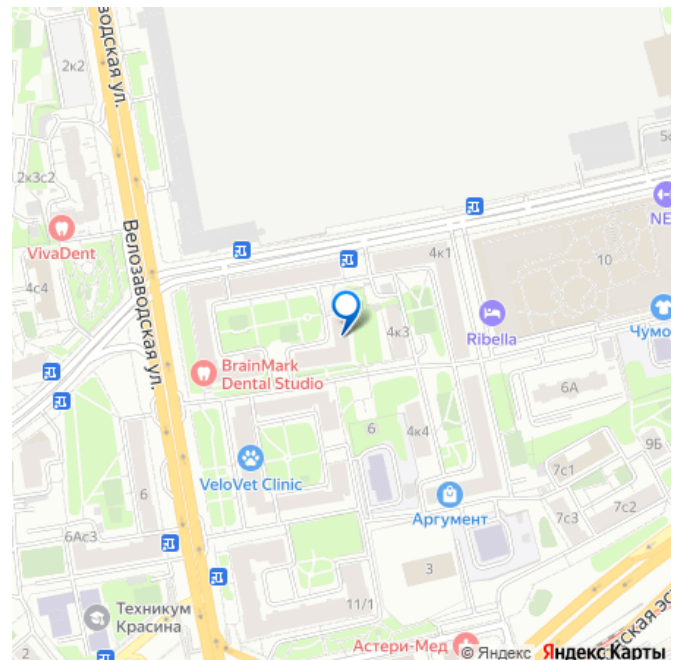 2к2
Велозаводская ул.
5с
2к3с2
VivaDent
NE
4к1
10
4с4
Велозаводская ул.
Ribella
Чумо
4к3
BrainMark
Dental Studio
6А
6
4к4
9Б
VeloVet Clinic
7с1
6
Аргумент
7с2
7с3
6Ас3
3
Техникум
Красина
11/1
2
Астери-Мед
© Яндекс Яндекс Карты